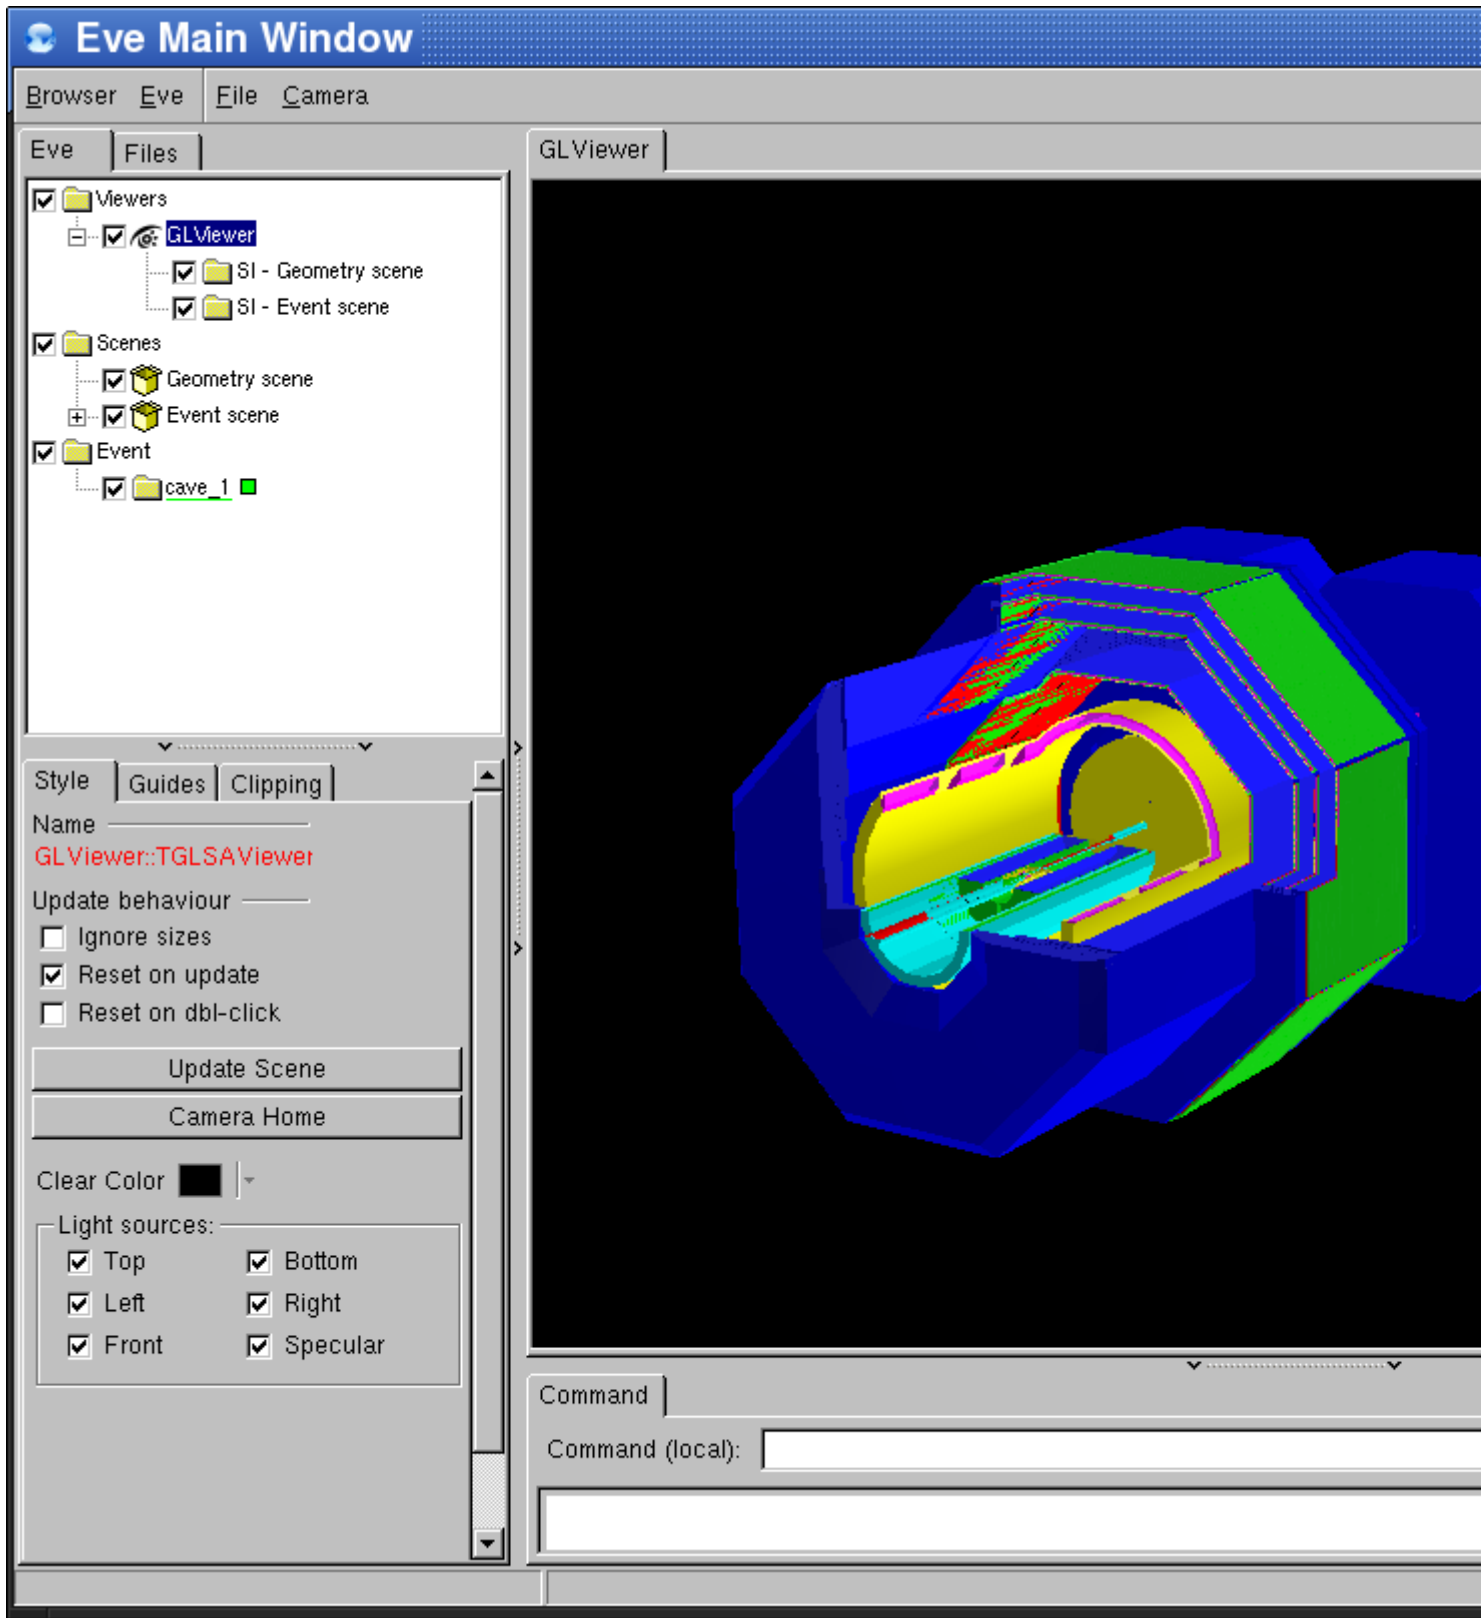 Eve Main Window
Browser Eve File Camera
Eve Files
Viewers
GLViewer
SI - Geometry scene
SI - Event scene
Scenes
Geometry scene
Event scene
Event
cave_1
Style Guides Clipping
Name
GLViewer::TGLSAViewer
Update behaviour
Ignore sizes
Reset on update
Reset on dbl-click
Update Scene
Camera Home
Clear Color
Light sources:
Top Bottom
Left Right
Front Specular
GLViewer
Command
Command (local):